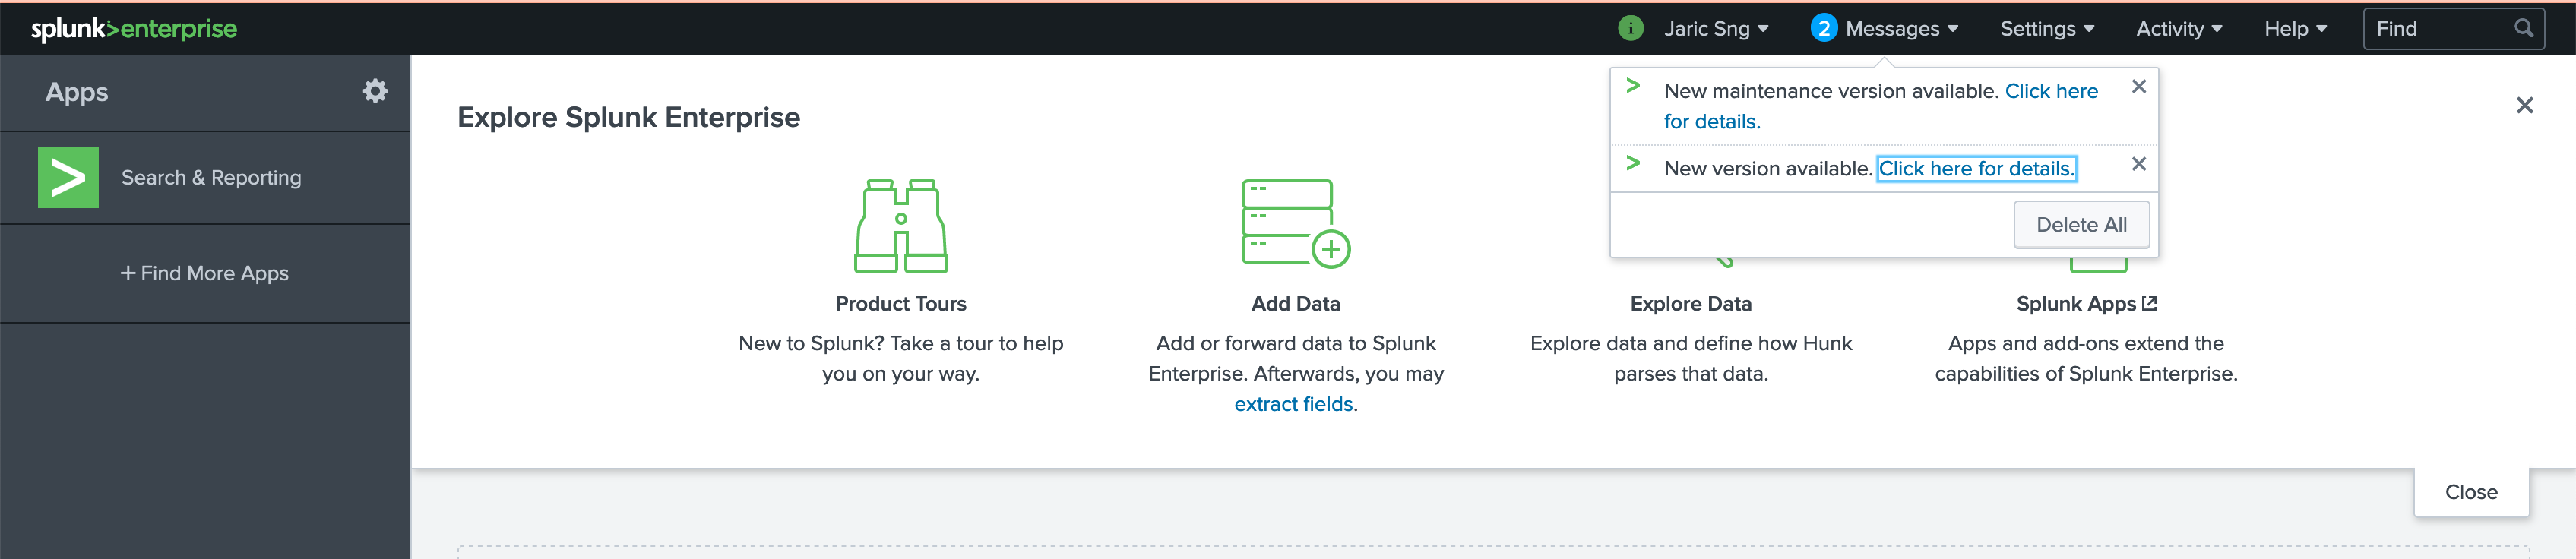 splunk>enterprise
i
Jaric Sng
2 Messages
Settings
Activity
Help
Find
Apps
Search & Reporting
+ Find More Apps
Explore Splunk Enterprise
New maintenance version available. Click here
for details.
New version available. Click here for details.
Delete All
Product Tours
New to Splunk? Take a tour to help
you on your way.
Add Data
Add or forward data to Splunk
Enterprise. Afterwards, you may
extract fields.
Explore Data
Explore data and define how Hunk
parses that data.
Splunk Apps
Apps and add-ons extend the
capabilities of Splunk Enterprise.
Close